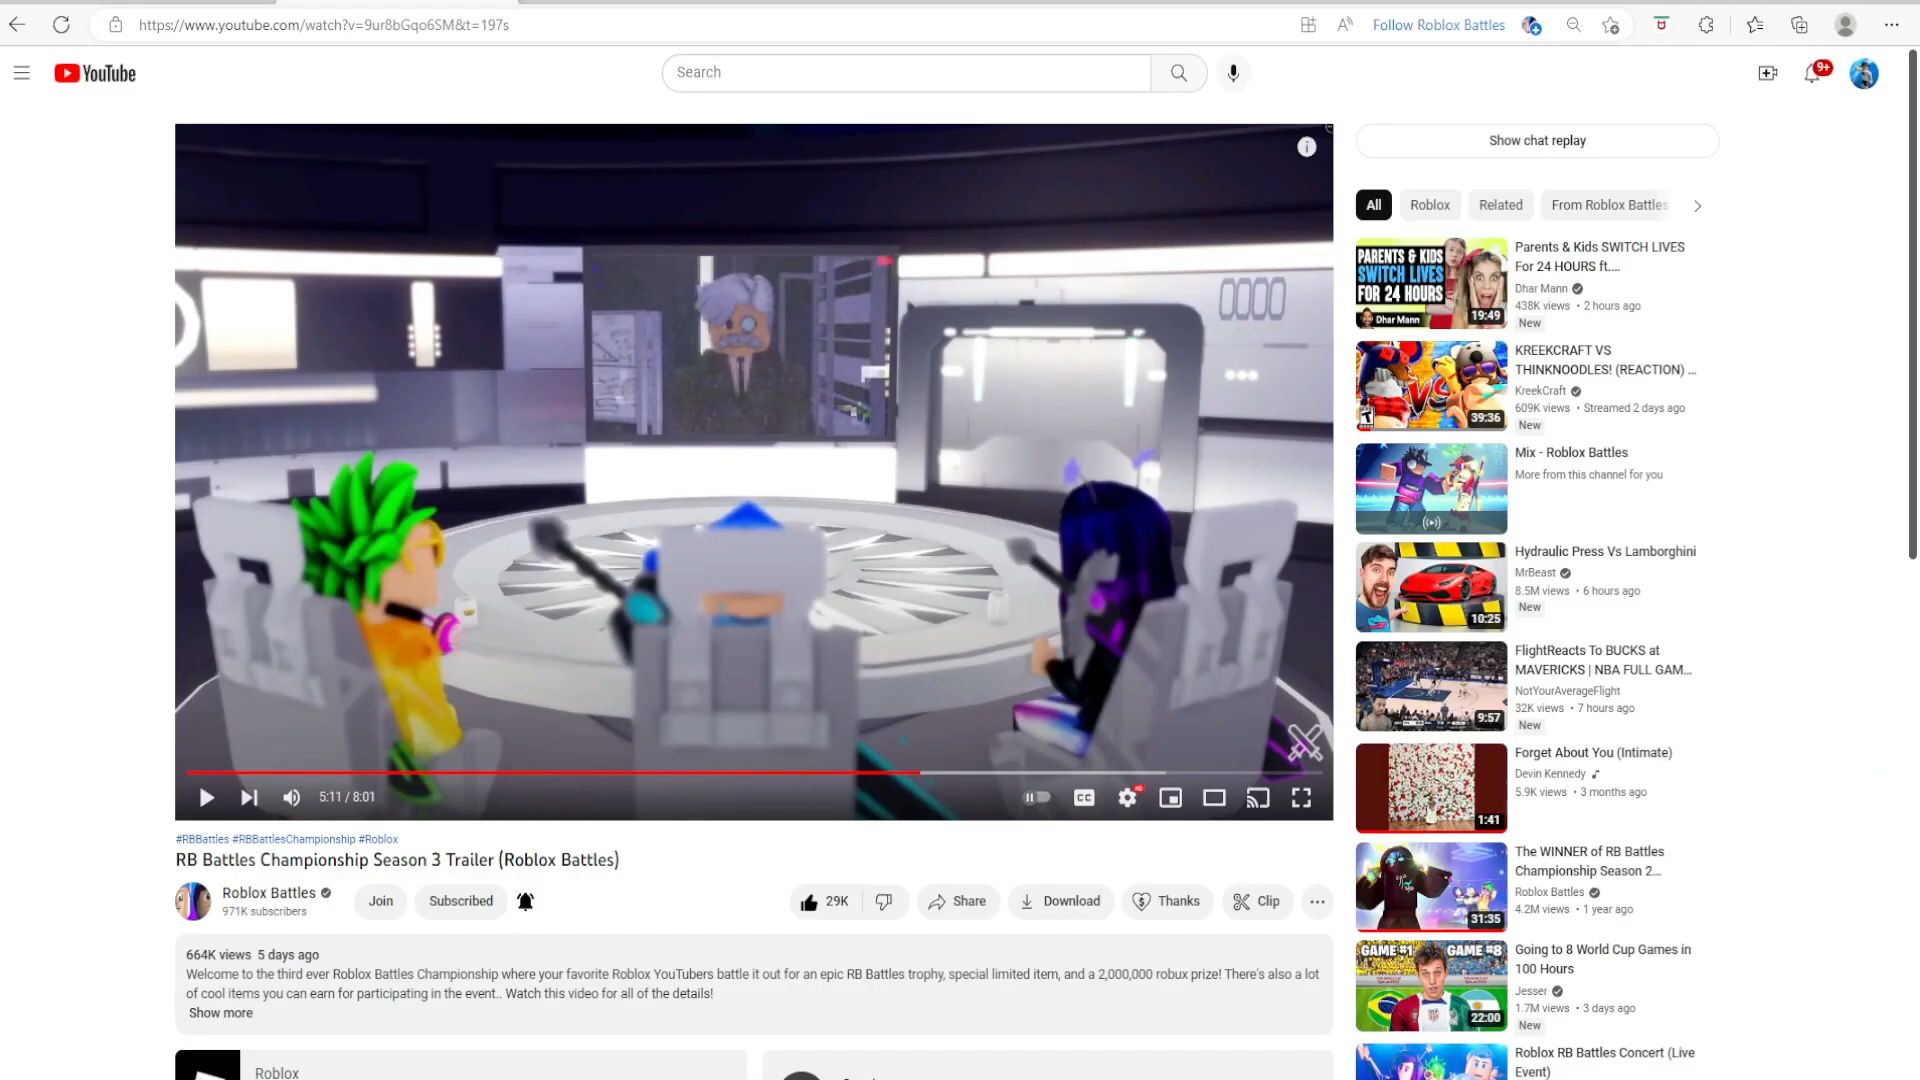 https://www.youtube.com/watch?v=9ur8bGqo6SM&t=197s
Follow Roblox Battles
YouTube
Search
9+
Show chat replay
All
Roblox
Related
From Roblox Battles
PARENTS & KIDS
SWITCH LIVES
FOR 24 HOURS
Dhar Mann
19:49
Parents & Kids SWITCH LIVES
For 24 HOURS ft....
Dhar Mann
438K views • 2 hours ago
New
VS
39:36
KREEKCRAFT VS
THINKNOODLES! (REACTION) ...
KreekCraft
609K views • Streamed 2 days ago
New
Mix - Roblox Battles
More from this channel for you
10:25
Hydraulic Press Vs Lamborghini
MrBeast
8.5M views • 6 hours ago
New
9:57
FlightReacts To BUCKS at
MAVERICKS | NBA FULL GAM...
NotYourAverageFlight
32K views • 7 hours ago
New
1:41
Forget About You (Intimate)
Devin Kennedy
5.9K views • 3 months ago
31:35
The WINNER of RB Battles
Championship Season 2...
Roblox Battles
4.2M views • 1 year ago
GAME #1
GAME #8
22:00
Going to 8 World Cup Games in
100 Hours
Jesser
1.7M views • 3 days ago
New
Roblox RB Battles Concert (Live
Event)
5:11 / 8:01
CC
HD
#RBBattles #RBBattlesChampionship #Roblox
RB Battles Championship Season 3 Trailer (Roblox Battles)
Roblox Battles
971K subscribers
Join
Subscribed
29K
Share
Download
Thanks
Clip
664K views 5 days ago
Welcome to the third ever Roblox Battles Championship where your favorite Roblox YouTubers battle it out for an epic RB Battles trophy, special limited item, and a 2,000,000 robux prize! There's also a lot
of cool items you can earn for participating in the event.. Watch this video for all of the details!
Show more
Roblox